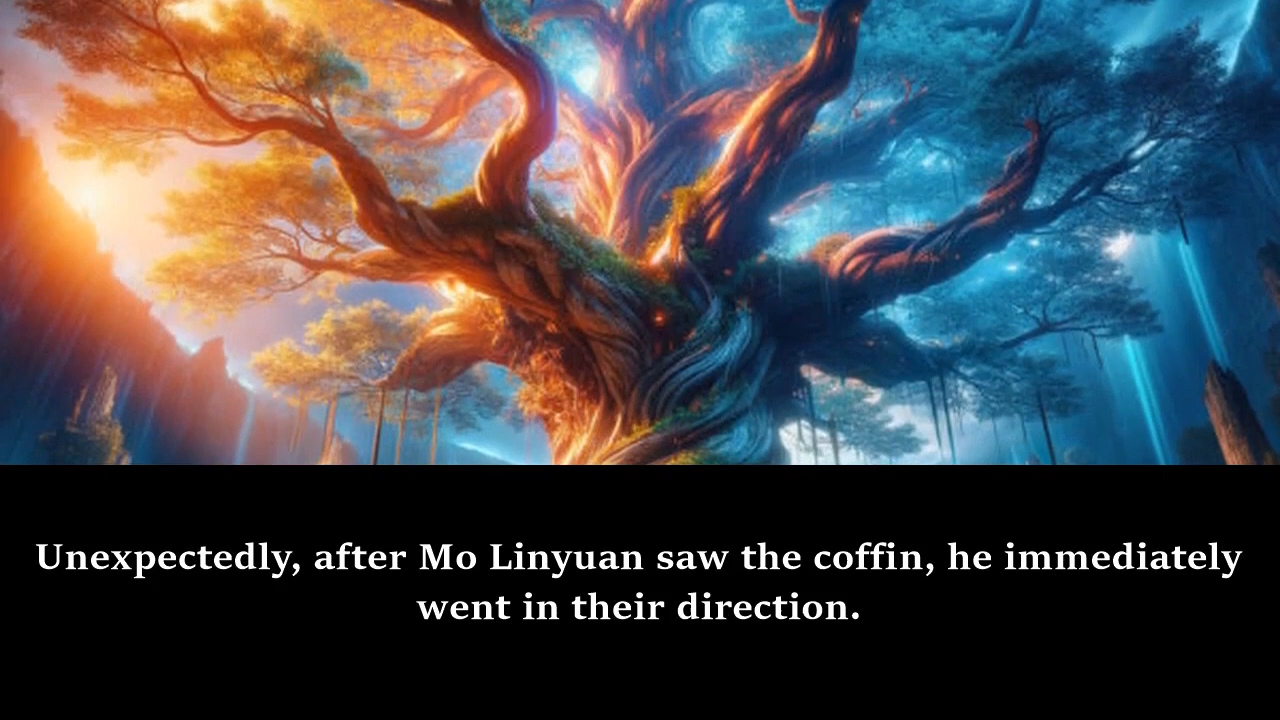 Unexpectedly, after Mo Linyuan saw the coffin, he immediately
went in their direction.